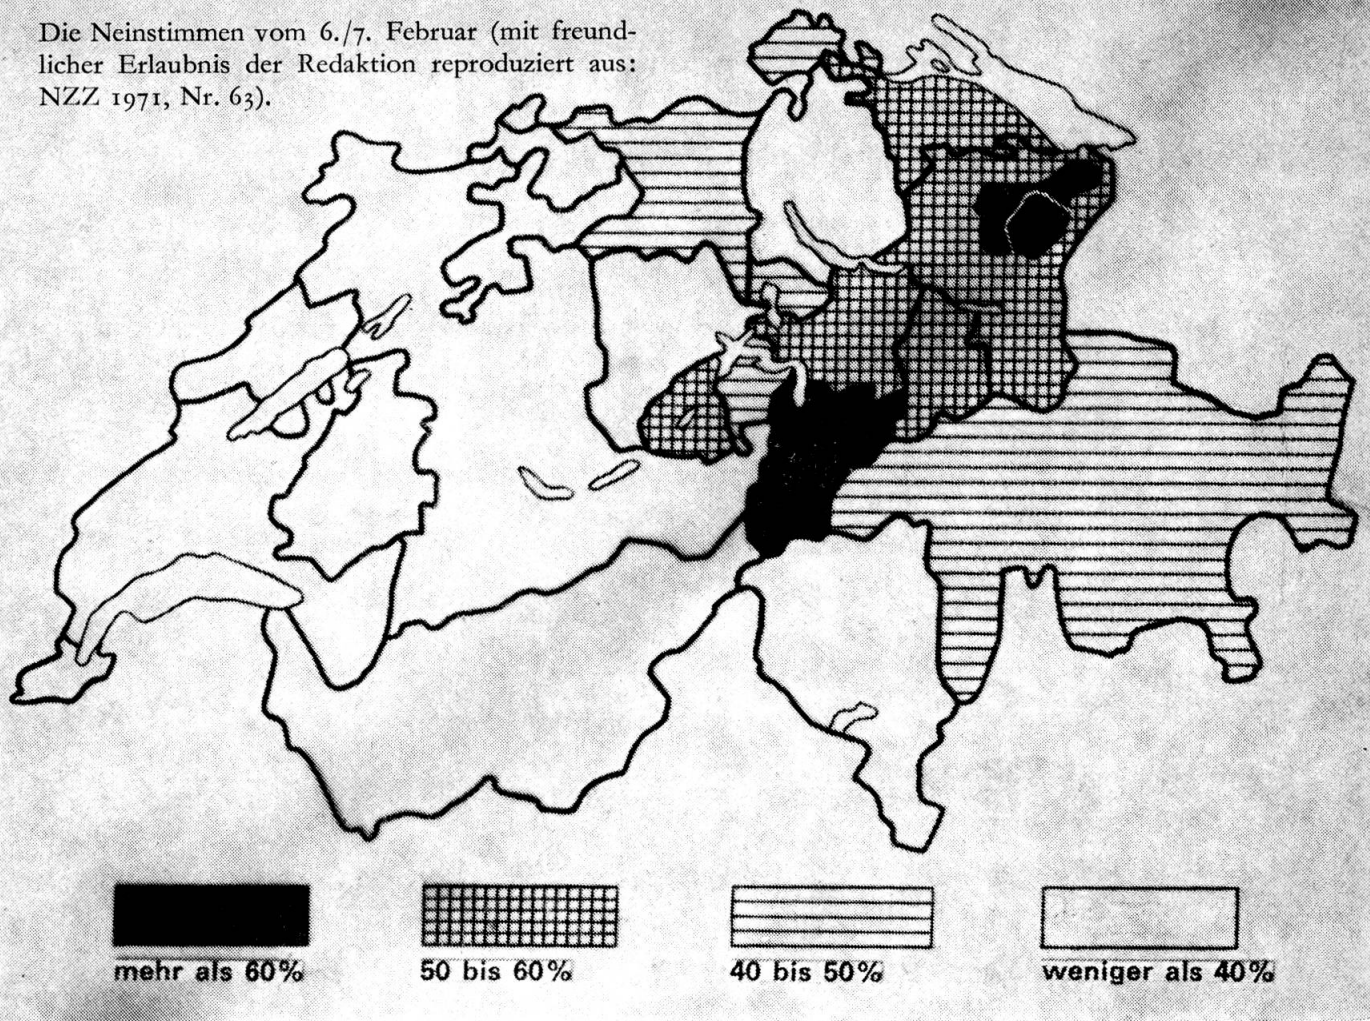 Die Neinstimmen vom 6./7. Februar (mit freund-
licher Erlaubnis der Redaktion reproduziert aus:
NZZ 1971, Nr. 63).
mehr als 60%
50 bis 60%
40 bis 50%
weniger als 40%